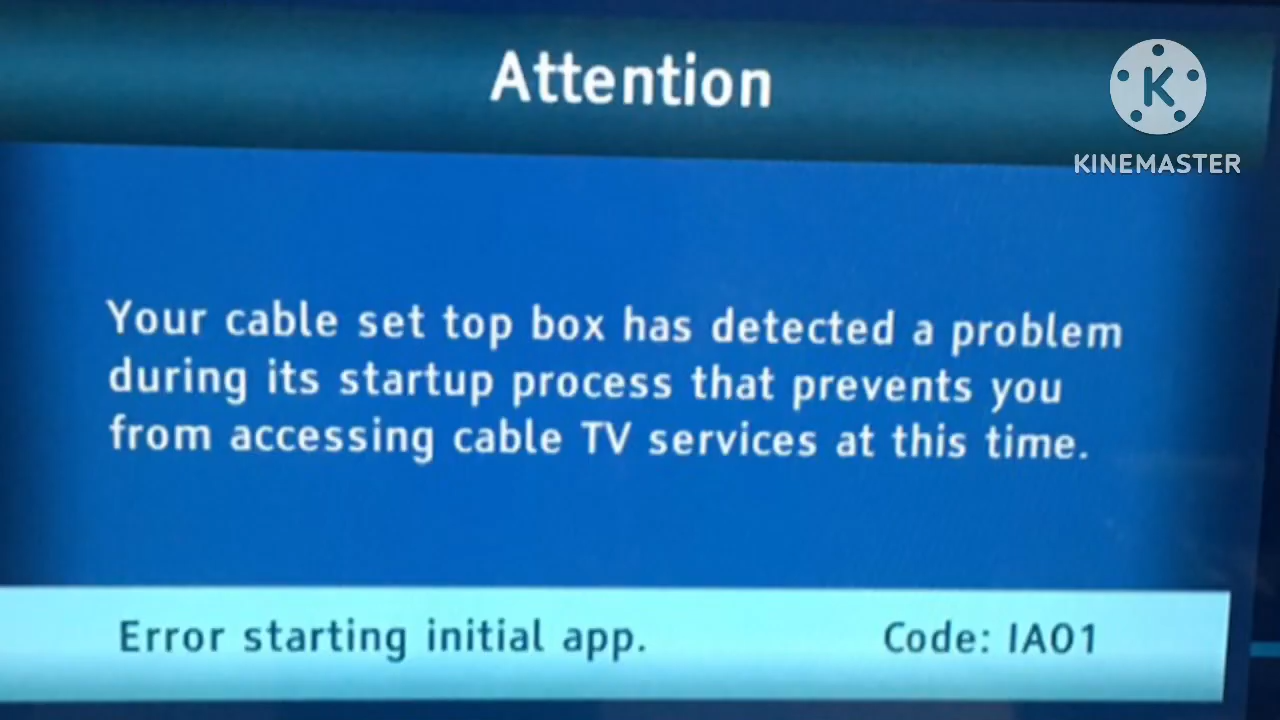 Attention
K
KINEMASTER
Your cable set top box has detected a problem
during its startup process that prevents you
from accessing cable TV services at this time.
Error starting initial app. Code: IA01